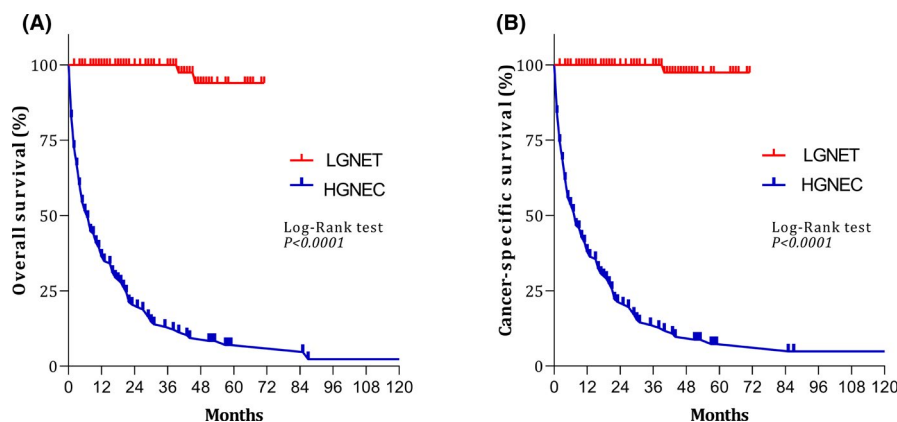 (A)
Overall survival (%)
100
75
50
25
0
LGNET
HGNEC
Log-Rank test
P<0.0001
0 12 24 36 48 60 72 84 96 108 120
Months
(B)
Cancer-specific survival (%)
100
75
50
25
0
LGNET
HGNEC
Log-Rank test
P<0.0001
0 12 24 36 48 60 72 84 96 108 120
Months